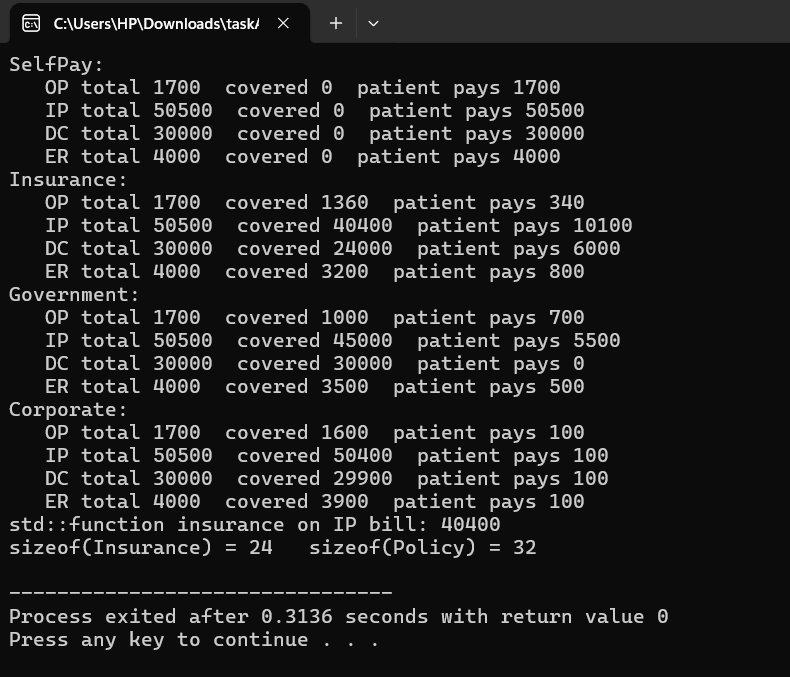 C:\Users\HP\Downloads\task
SelfPay:
   OP total 1700  covered 0  patient pays 1700
   IP total 50500  covered 0  patient pays 50500
   DC total 30000  covered 0  patient pays 30000
   ER total 4000  covered 0  patient pays 4000
Insurance:
   OP total 1700  covered 1360  patient pays 340
   IP total 50500  covered 40400  patient pays 10100
   DC total 30000  covered 24000  patient pays 6000
   ER total 4000  covered 3200  patient pays 800
Government:
   OP total 1700  covered 1000  patient pays 700
   IP total 50500  covered 45000  patient pays 5500
   DC total 30000  covered 30000  patient pays 0
   ER total 4000  covered 3500  patient pays 500
Corporate:
   OP total 1700  covered 1600  patient pays 100
   IP total 50500  covered 50400  patient pays 100
   DC total 30000  covered 29900  patient pays 100
   ER total 4000  covered 3900  patient pays 100
std::function insurance on IP bill: 40400
sizeof(Insurance) = 24   sizeof(Policy) = 32
--------------------------------
Process exited after 0.3136 seconds with return value 0
Press any key to continue . . .